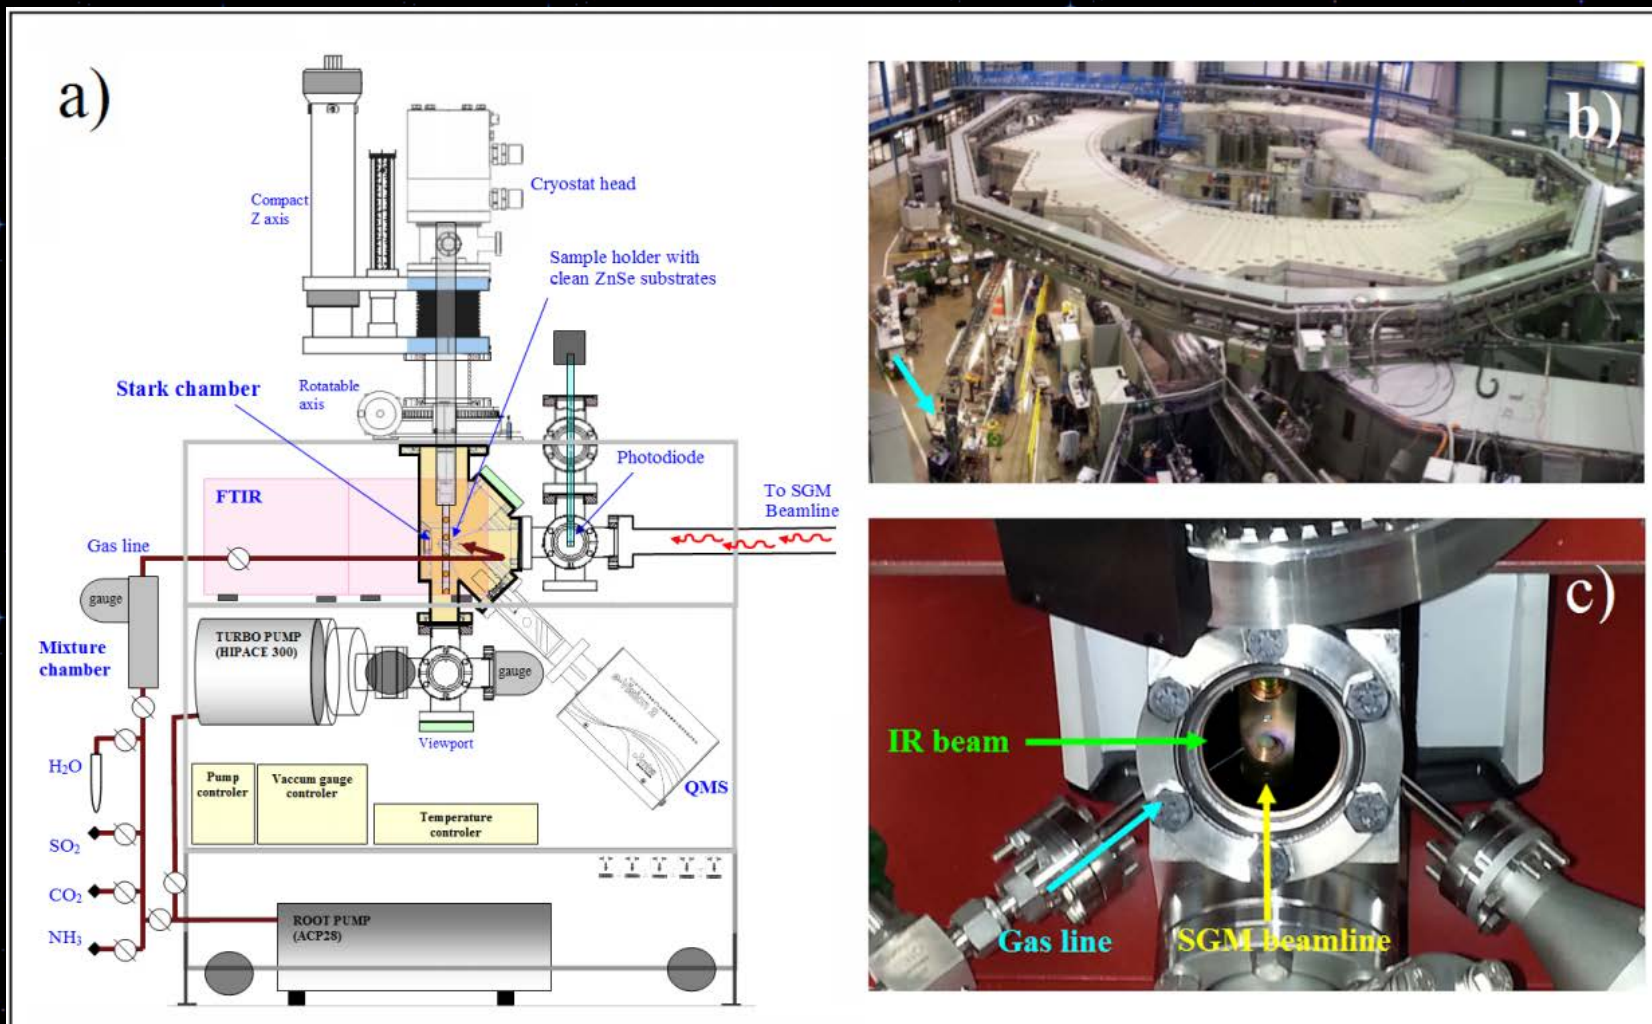 a)
Compact
Z axis
Cryostat head
Sample holder with
clean ZnSe substrates
Stark chamber
Rotatable
axis
Photodiode
To SGM
Beamline
FTIR
Gas line
gauge
Mixture
chamber
TURBO PUMP
(HIPACE 300)
gauge
Viewport
QMS
H2O
SO2
CO2
NH3
Pump
controler
Vaccum gauge
controler
Temperature
controler
ROOT PUMP
(ACP28)
b)
c)
IR beam
Gas line
SGM beamline